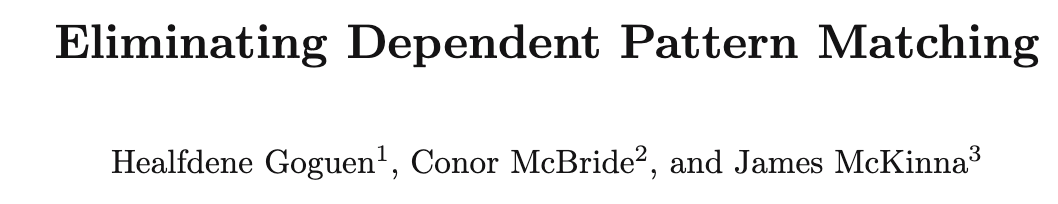 Eliminating Dependent Pattern Matching
Healfdene Goguen¹, Conor McBride², and James McKinna³